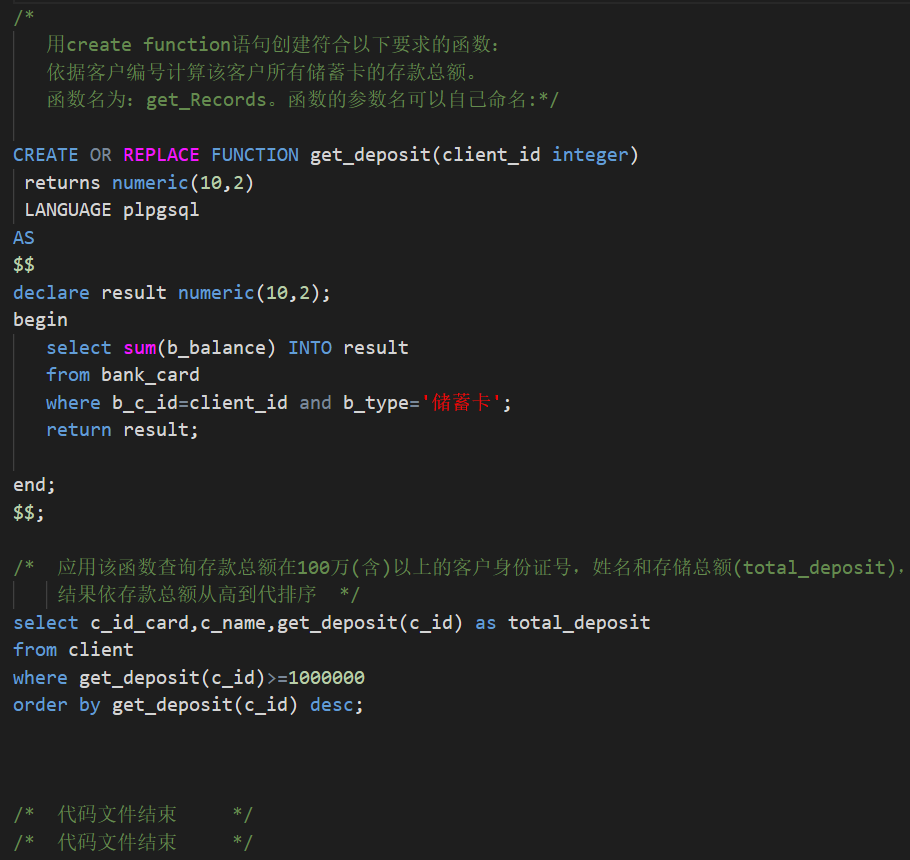 /*
用create function语句创建符合以下要求的函数：
依据客户编号计算该客户所有储蓄卡的存款总额。
函数名为：get_Records。函数的参数名可以自己命名:*/
CREATE OR REPLACE FUNCTION get_deposit(client_id integer)
returns numeric(10,2)
LANGUAGE plpgsql
AS
$$
declare result numeric(10,2);
begin
select sum(b_balance) INTO result
from bank_card
where b_c_id=client_id and b_type='储蓄卡';
return result;
end;
$$;
/*  应用该函数查询存款总额在100万(含)以上的客户身份证号，姓名和存储总额(total_deposit)，
结果依存款总额从高到代排序  */
select c_id_card,c_name,get_deposit(c_id) as total_deposit
from client
where get_deposit(c_id)>=1000000
order by get_deposit(c_id) desc;
/*  代码文件结束     */
/*  代码文件结束     */